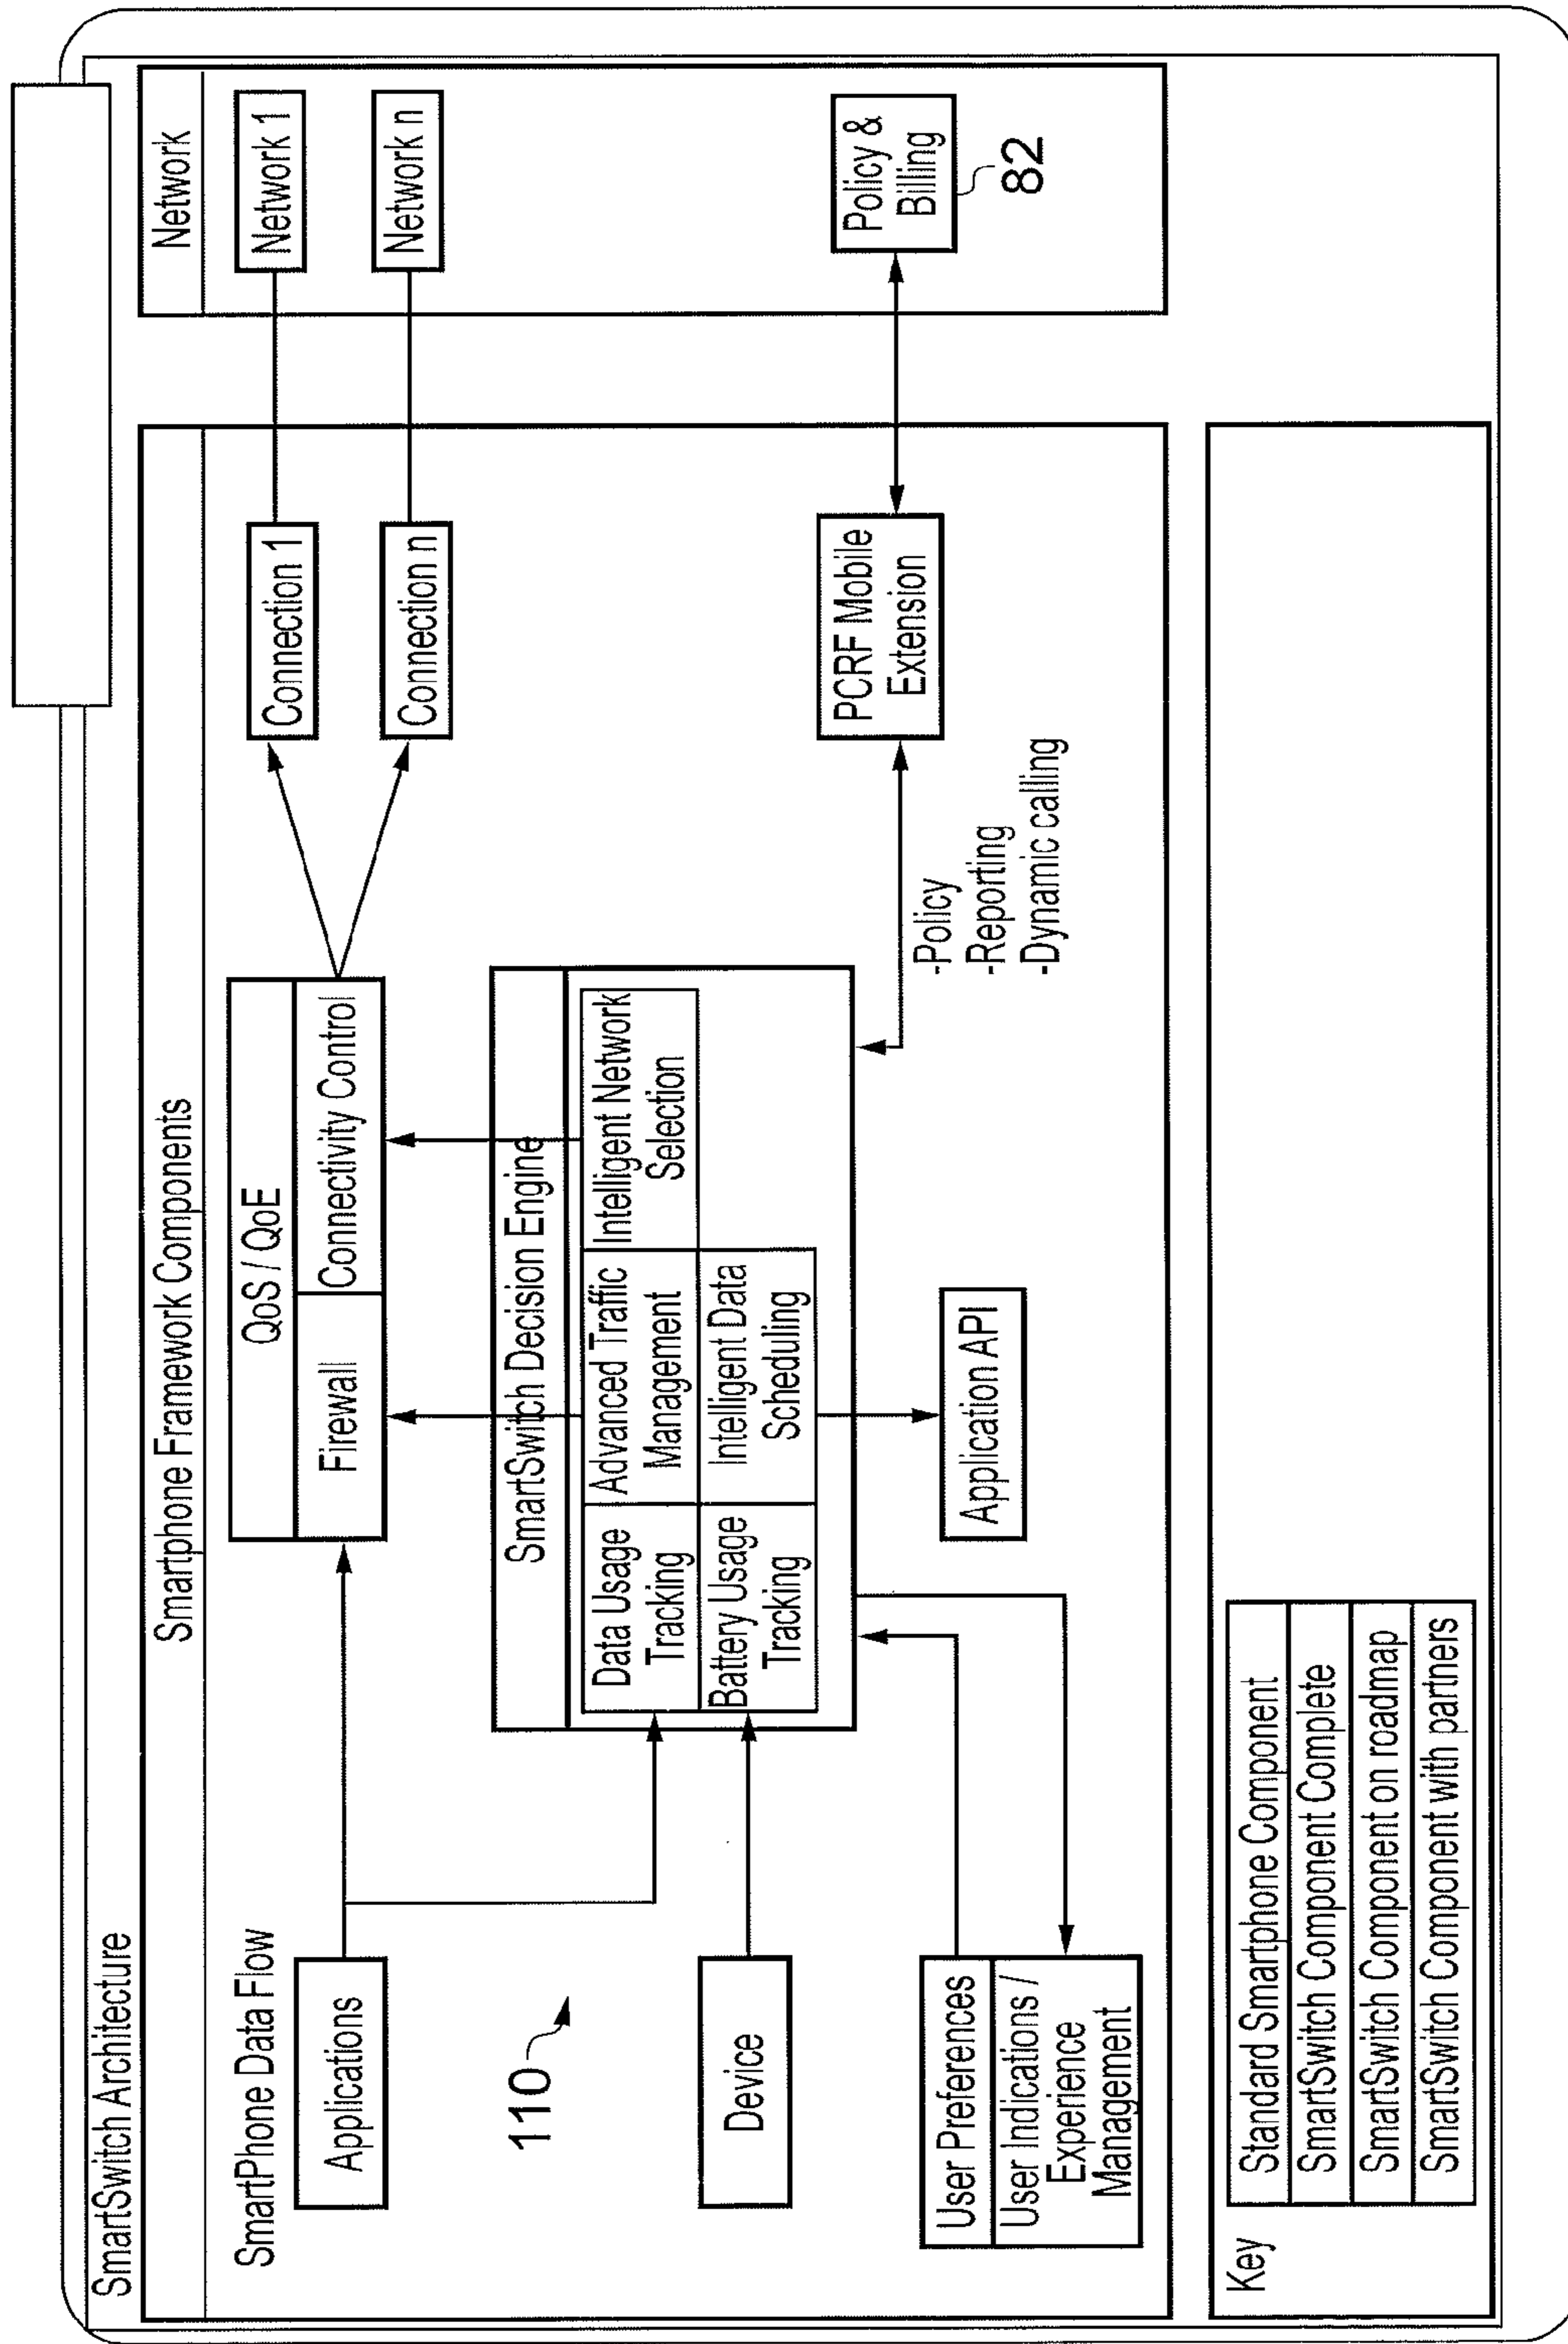 SmartSwitch Architecture
Smartphone Framework Components
SmartPhone Data Flow
Applications
110
Device
User Preferences
User Indications /
Experience
Management
QoS / QoE
Firewall
Connectivity Control
SmartSwitch Decision Engine
Data Usage
Tracking
Advanced Traffic
Management
Intelligent Network
Selection
Battery Usage
Tracking
Intelligent Data
Scheduling
Application API
Connection 1
Connection n
PCRF Mobile
Extension
-Policy
-Reporting
-Dynamic calling
Network
Network 1
Network n
Policy &
Billing
82
Key
Standard Smartphone Component
SmartSwitch Component Complete
SmartSwitch Component on roadmap
SmartSwitch Component with partners